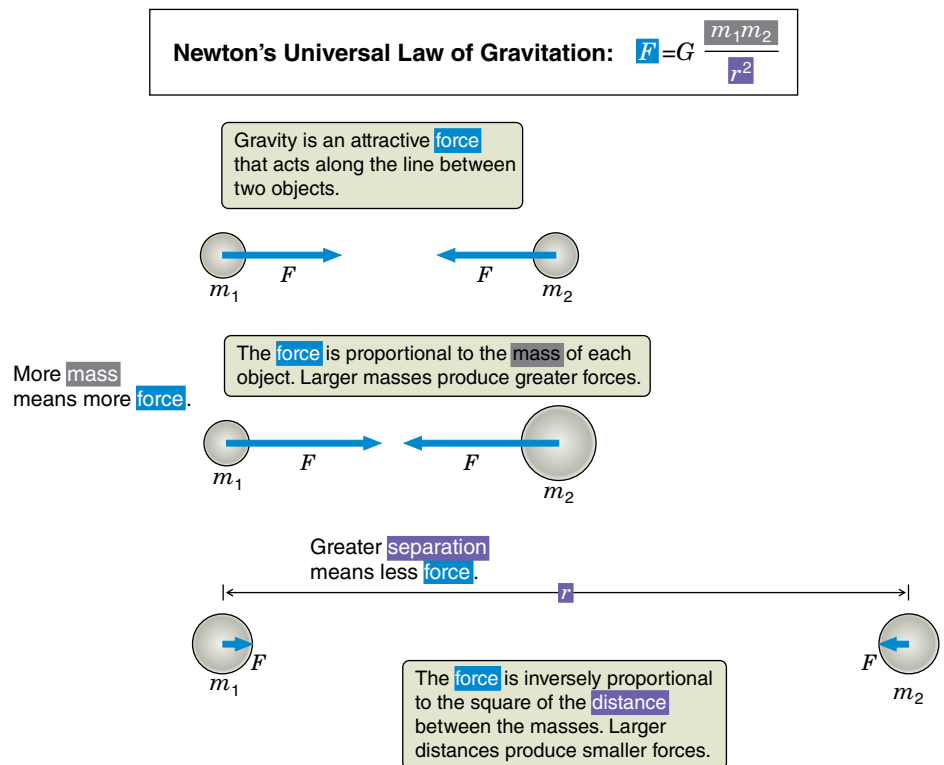 Newton's Universal Law of Gravitation: F=G m₁m₂ / r²
Gravity is an attractive force
that acts along the line between
two objects.
F F
m₁ m₂
The force is proportional to the mass of each
object. Larger masses produce greater forces.
More mass
means more force.
F F
m₁ m₂
Greater separation
means less force.
r
F F
m₁ m₂
The force is inversely proportional
to the square of the distance
between the masses. Larger
distances produce smaller forces.